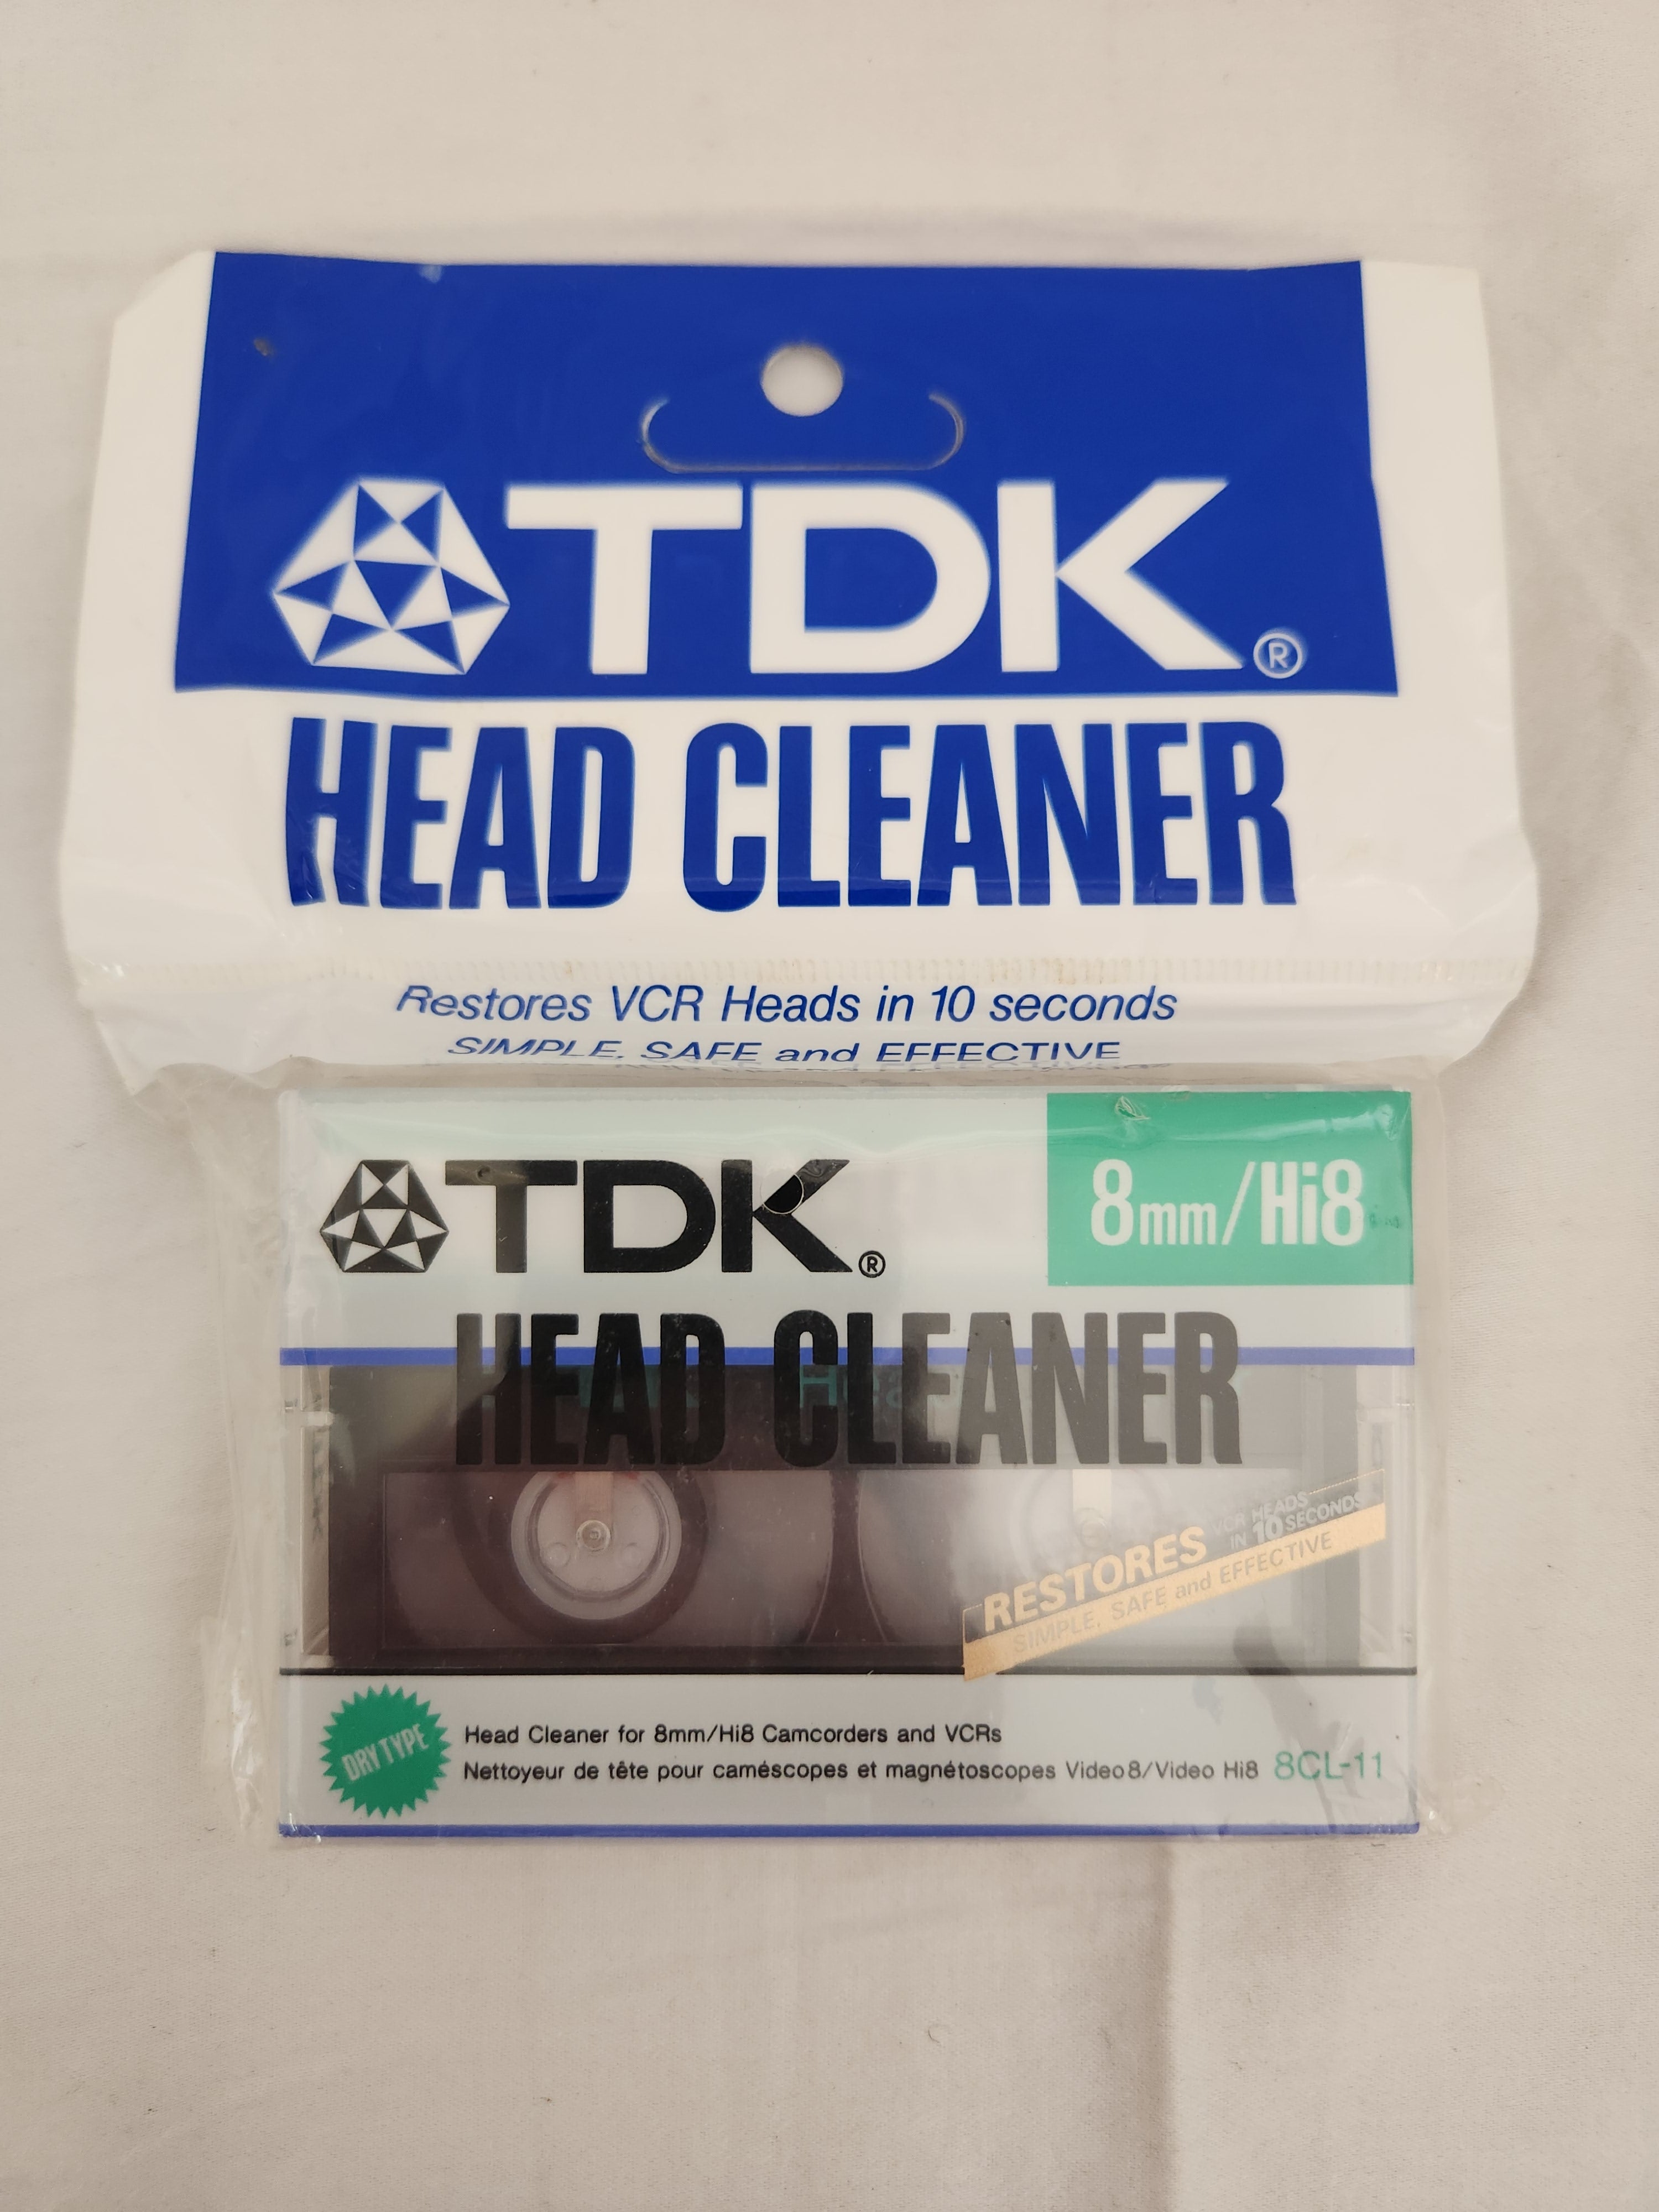 TDK®
HEAD CLEANER
Restores VCR Heads in 10 seconds
SIMPLE, SAFE and EFFECTIVE
TDK®
8mm/Hi8
HEAD CLEANER
RESTORES VCR HEADS
IN 10 SECONDS
SIMPLE, SAFE and EFFECTIVE
DRY TYPE
Head Cleaner for 8mm/Hi8 Camcorders and VCRs
Nettoyeur de tête pour caméscopes et magnétoscopes Video8/Video Hi8 8CL-11